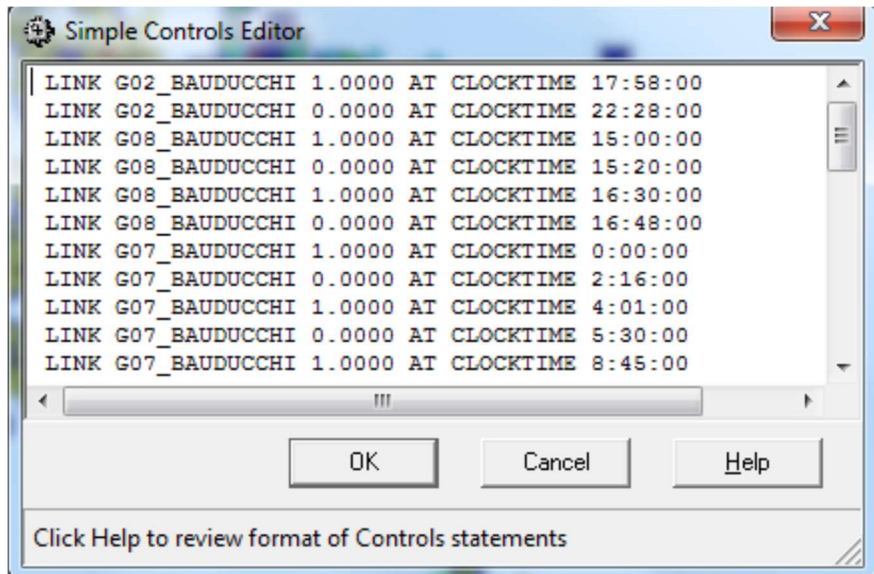 Simple Controls Editor
LINK G02_BAUDUCCHI 1.0000 AT CLOCKTIME 17:58:00
LINK G02_BAUDUCCHI 0.0000 AT CLOCKTIME 22:28:00
LINK G08_BAUDUCCHI 1.0000 AT CLOCKTIME 15:00:00
LINK G08_BAUDUCCHI 0.0000 AT CLOCKTIME 15:20:00
LINK G08_BAUDUCCHI 1.0000 AT CLOCKTIME 16:30:00
LINK G08_BAUDUCCHI 0.0000 AT CLOCKTIME 16:48:00
LINK G07_BAUDUCCHI 1.0000 AT CLOCKTIME 0:00:00
LINK G07_BAUDUCCHI 0.0000 AT CLOCKTIME 2:16:00
LINK G07_BAUDUCCHI 1.0000 AT CLOCKTIME 4:01:00
LINK G07_BAUDUCCHI 0.0000 AT CLOCKTIME 5:30:00
LINK G07_BAUDUCCHI 1.0000 AT CLOCKTIME 8:45:00
OK Cancel Help
Click Help to review format of Controls statements